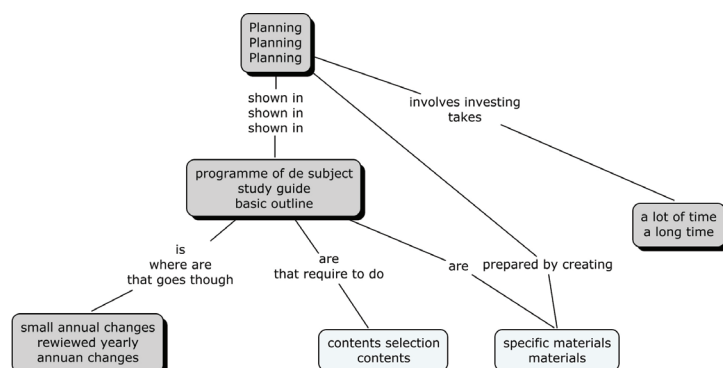 Planning
Planning
Planning
shown in
shown in
shown in
involves investing
takes
programme of de subject
study guide
basic outline
a lot of time
a long time
is
where are
that goes though
are
that require to do
are
prepared by creating
small annual changes
rewiewed yearly
annuan changes
contents selection
contents
specific materials
materials